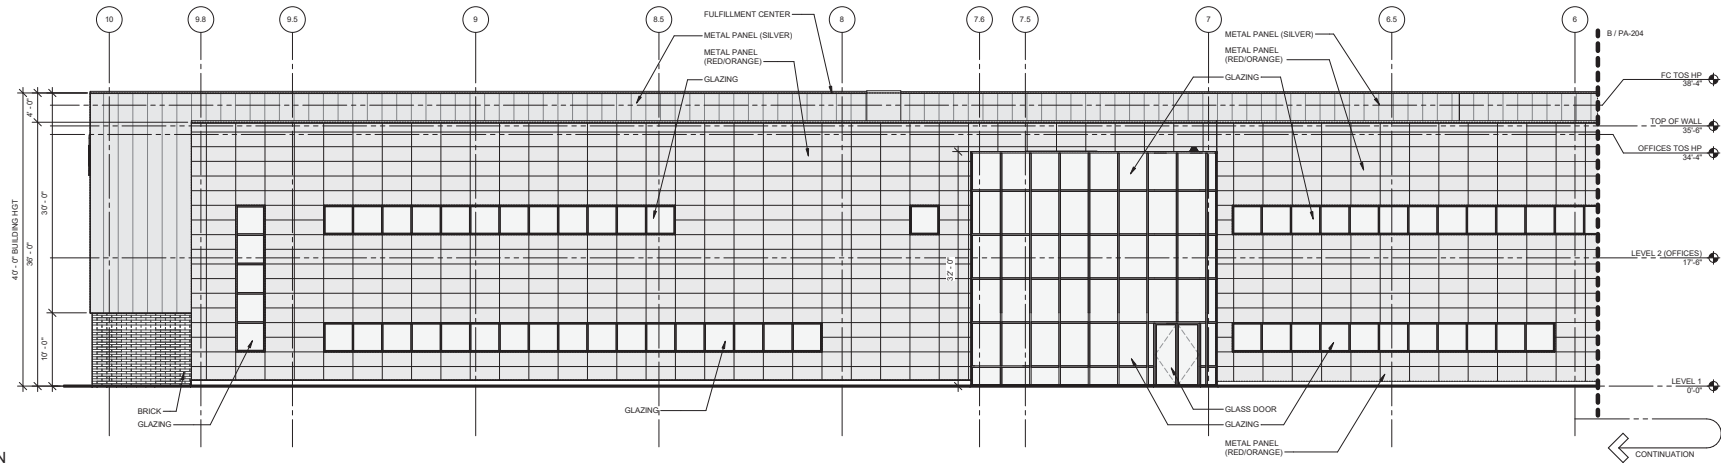 10
9.8
9.5
9
8.5
8
7.6
7.5
7
6.5
6
FULFILLMENT CENTER
METAL PANEL (SILVER)
METAL PANEL
(RED/ORANGE)
GLAZING
METAL PANEL (SILVER)
METAL PANEL
(RED/ORANGE)
GLAZING
B / PA-204
FC TOS HP
38'-4"
TOP OF WALL
35'-6"
OFFICES TOS HP
34'-4"
LEVEL 2 (OFFICES)
17'-6"
LEVEL 1
0'-0"
40' - 0" BUILDING HGT
4' - 0"
36' - 0"
30' - 0"
10' - 0"
32' - 0"
BRICK
GLAZING
GLAZING
GLASS DOOR
GLAZING
METAL PANEL
(RED/ORANGE)
CONTINUATION
N